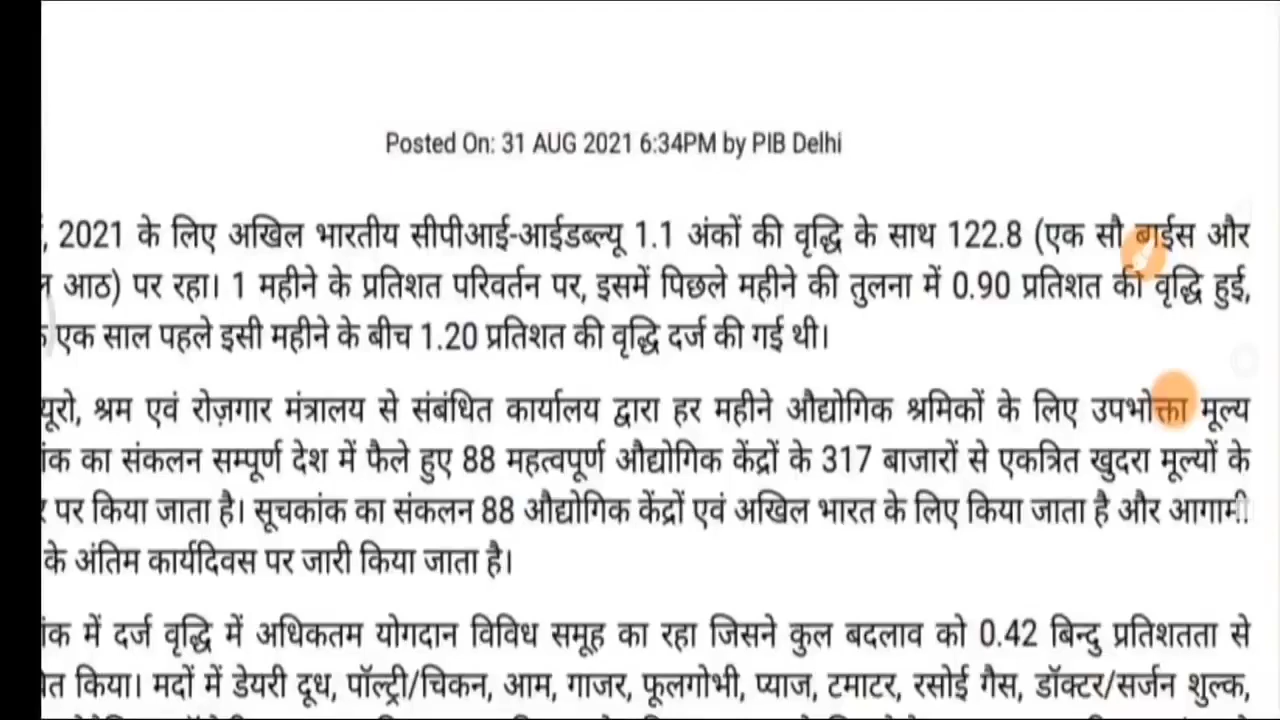 Posted On: 31 AUG 2021 6:34PM by PIB Delhi
, 2021 के लिए अखिल भारतीय सीपीआई-आईडब्ल्यू 1.1 अंकों की वृद्धि के साथ 122.8 (एक सौ बाईस और
आठ) पर रहा। 1 महीने के प्रतिशत परिवर्तन पर, इसमें पिछले महीने की तुलना में 0.90 प्रतिशत की वृद्धि हुई,
एक साल पहले इसी महीने के बीच 1.20 प्रतिशत की वृद्धि दर्ज की गई थी।
यूरो, श्रम एवं रोज़गार मंत्रालय से संबंधित कार्यालय द्वारा हर महीने औद्योगिक श्रमिकों के लिए उपभोक्ता मूल्य
ंक का संकलन सम्पूर्ण देश में फैले हुए 88 महत्वपूर्ण औद्योगिक केंद्रों के 317 बाजारों से एकत्रित खुदरा मूल्यों के
पर किया जाता है। सूचकांक का संकलन 88 औद्योगिक केंद्रों एवं अखिल भारत के लिए किया जाता है और आगामी
के अंतिम कार्यदिवस पर जारी किया जाता है।
ंक में दर्ज वृद्धि में अधिकतम योगदान विविध समूह का रहा जिसने कुल बदलाव को 0.42 बिन्दु प्रतिशतता से
त किया। मदों में डेयरी दूध, पॉल्ट्री/चिकन, आम, गाजर, फूलगोभी, प्याज, टमाटर, रसोई गैस, डॉक्टर/सर्जन शुल्क,